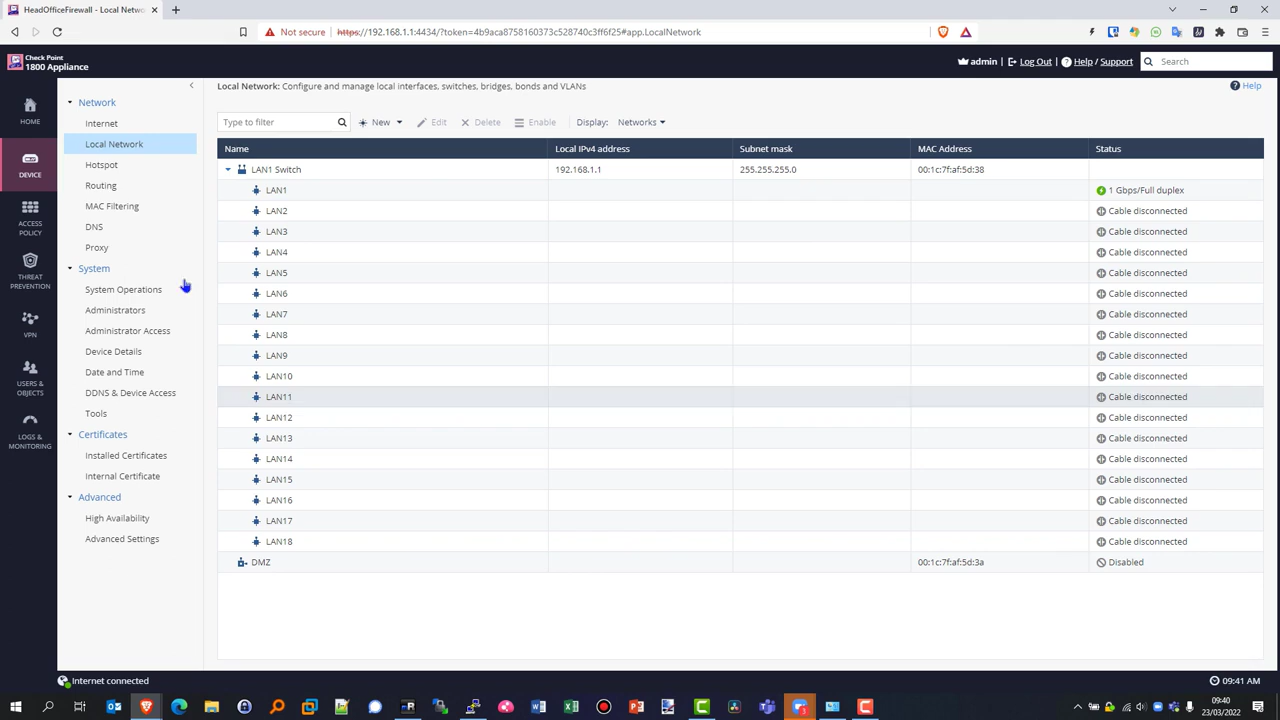 HeadOfficeFirewall - Local Netwo
Not secure
https://192.168.1.1:4434/?token=4b9aca8758160373c528740c3ff6f25#app.LocalNetwork
Check Point
1800 Appliance
admin Log Out Help / Support Search
HOME
DEVICE
ACCESS
POLICY
THREAT
PREVENTION
VPN
USERS &
OBJECTS
LOGS &
MONITORING
Network
Internet
Local Network
Hotspot
Routing
MAC Filtering
DNS
Proxy
System
System Operations
Administrators
Administrator Access
Device Details
Date and Time
DDNS & Device Access
Tools
Certificates
Installed Certificates
Internal Certificate
Advanced
High Availability
Advanced Settings
Local Network: Configure and manage local interfaces, switches, bridges, bonds and VLANs
Help
Type to filter New Edit Delete Enable Display: Networks
Name Local IPv4 address Subnet mask MAC Address Status
LAN1 Switch 192.168.1.1 255.255.255.0 00:1c:7f:af:5d:38
LAN1 1 Gbps/Full duplex
LAN2 Cable disconnected
LAN3 Cable disconnected
LAN4 Cable disconnected
LAN5 Cable disconnected
LAN6 Cable disconnected
LAN7 Cable disconnected
LAN8 Cable disconnected
LAN9 Cable disconnected
LAN10 Cable disconnected
LAN11 Cable disconnected
LAN12 Cable disconnected
LAN13 Cable disconnected
LAN14 Cable disconnected
LAN15 Cable disconnected
LAN16 Cable disconnected
LAN17 Cable disconnected
LAN18 Cable disconnected
DMZ 00:1c:7f:af:5d:3a Disabled
Internet connected
09:41 AM
09:40
23/03/2022